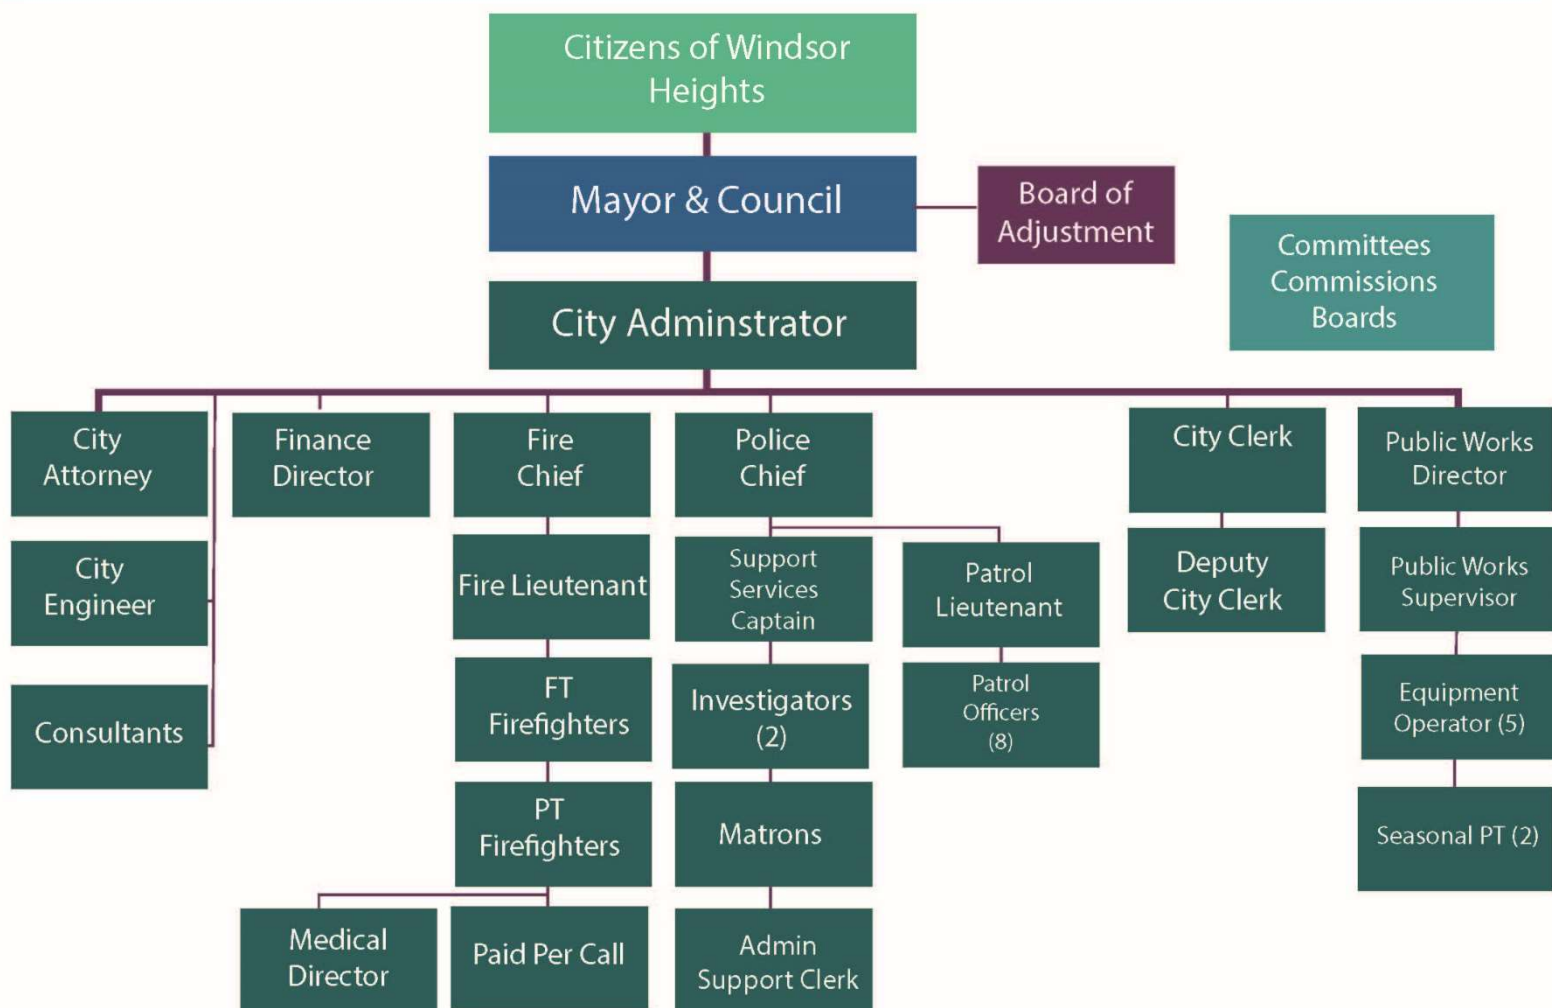 Citizens of Windsor
Heights
Mayor & Council
Board of
Adjustment
Committees
Commissions
Boards
City Adminstrator
City
Attorney
Finance
Director
Fire
Chief
Police
Chief
City Clerk
Public Works
Director
City
Engineer
Fire Lieutenant
Support
Services
Captain
Patrol
Lieutenant
Deputy
City Clerk
Public Works
Supervisor
Consultants
FT
Firefighters
Investigators
(2)
Patrol
Officers
(8)
Equipment
Operator (5)
PT
Firefighters
Matrons
Seasonal PT (2)
Medical
Director
Paid Per Call
Admin
Support Clerk